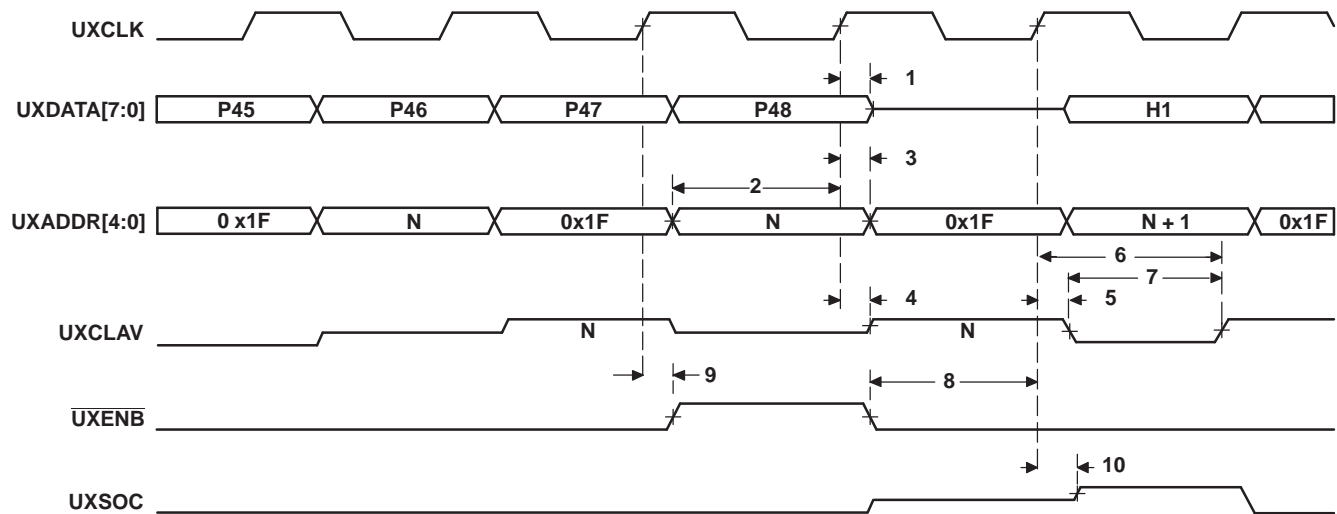 UXCLK
1
UXDATA[7:0] P45 P46 P47 P48 H1
3
2
UXADDR[4:0] 0 x1F N 0x1F N 0x1F N + 1 0x1F
6
7
4 5
UXCLAV N N
9 8
UXENB
10
UXSOC